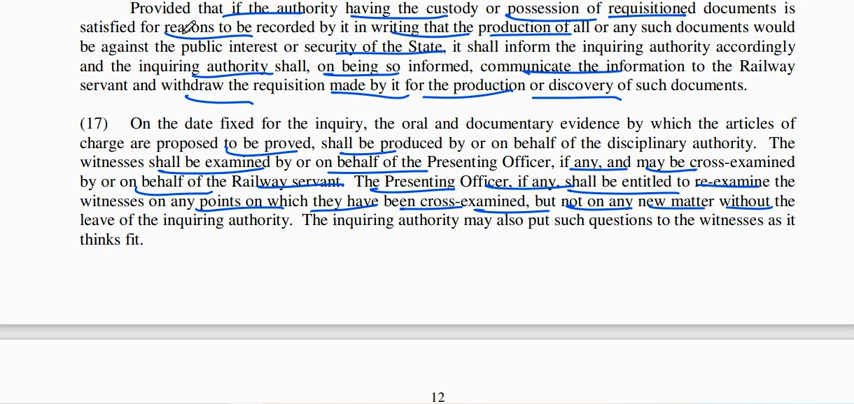 Provided that if the authority having the custody or possession of requisitioned documents is
satisfied for reasons to be recorded by it in writing that the production of all or any such documents would
be against the public interest or security of the State, it shall inform the inquiring authority accordingly
and the inquiring authority shall, on being so informed, communicate the information to the Railway
servant and withdraw the requisition made by it for the production or discovery of such documents.
(17) On the date fixed for the inquiry, the oral and documentary evidence by which the articles of
charge are proposed to be proved, shall be produced by or on behalf of the disciplinary authority. The
witnesses shall be examined by or on behalf of the Presenting Officer, if any, and may be cross-examined
by or on behalf of the Railway servant. The Presenting Officer, if any, shall be entitled to re-examine the
witnesses on any points on which they have been cross-examined, but not on any new matter without the
leave of the inquiring authority. The inquiring authority may also put such questions to the witnesses as it
thinks fit.
12